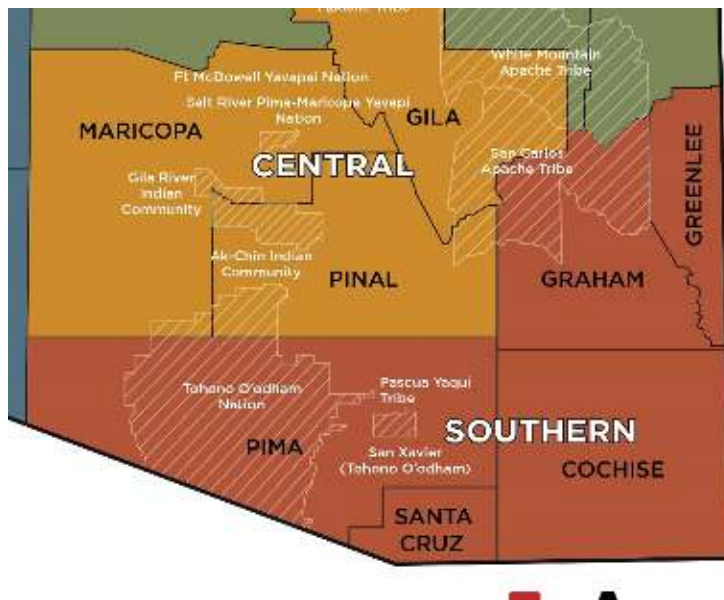 Ft McDowell Yavapai Nation
Salt River Pima-Maricopa Yavapi
Nation
MARICOPA
GILA
White Mountain
Apache Tribe
CENTRAL
San Carlos
Apache Tribe
GREENLEE
Gila River
Indian
Community
Ak-Chin Indian
Community
PINAL
GRAHAM
Tohono O'odham
Nation
Pascua Yaqui
Tribe
PIMA
SOUTHERN
San Xavier
(Tohono O'odham)
COCHISE
SANTA
CRUZ